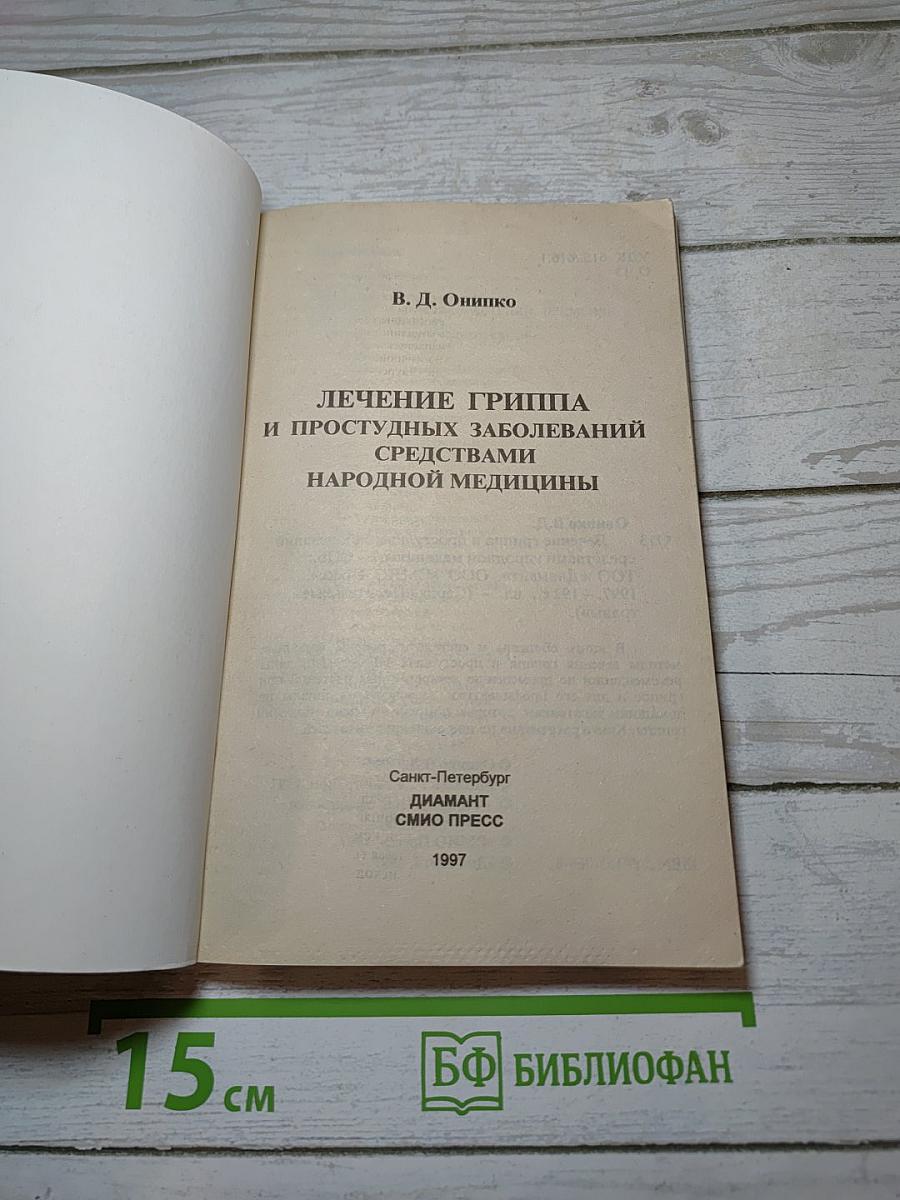 В. Д. Онипко
ЛЕЧЕНИЕ ГРИППА
И ПРОСТУДНЫХ ЗАБОЛЕВАНИЙ
СРЕДСТВАМИ
НАРОДНОЙ МЕДИЦИНЫ
Санкт-Петербург
ДИАМАНТ
СМИО ПРЕСС
1997
15 см
БФ БИБЛИОФАН